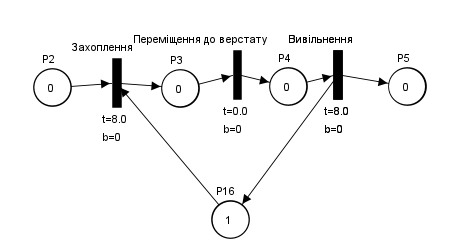 Захоплення
Переміщення до верстату
Вивільнення
P2
P3
P4
P5
0
0
0
0
t=8.0
b=0
t=0.0
b=0
t=8.0
b=0
P16
1